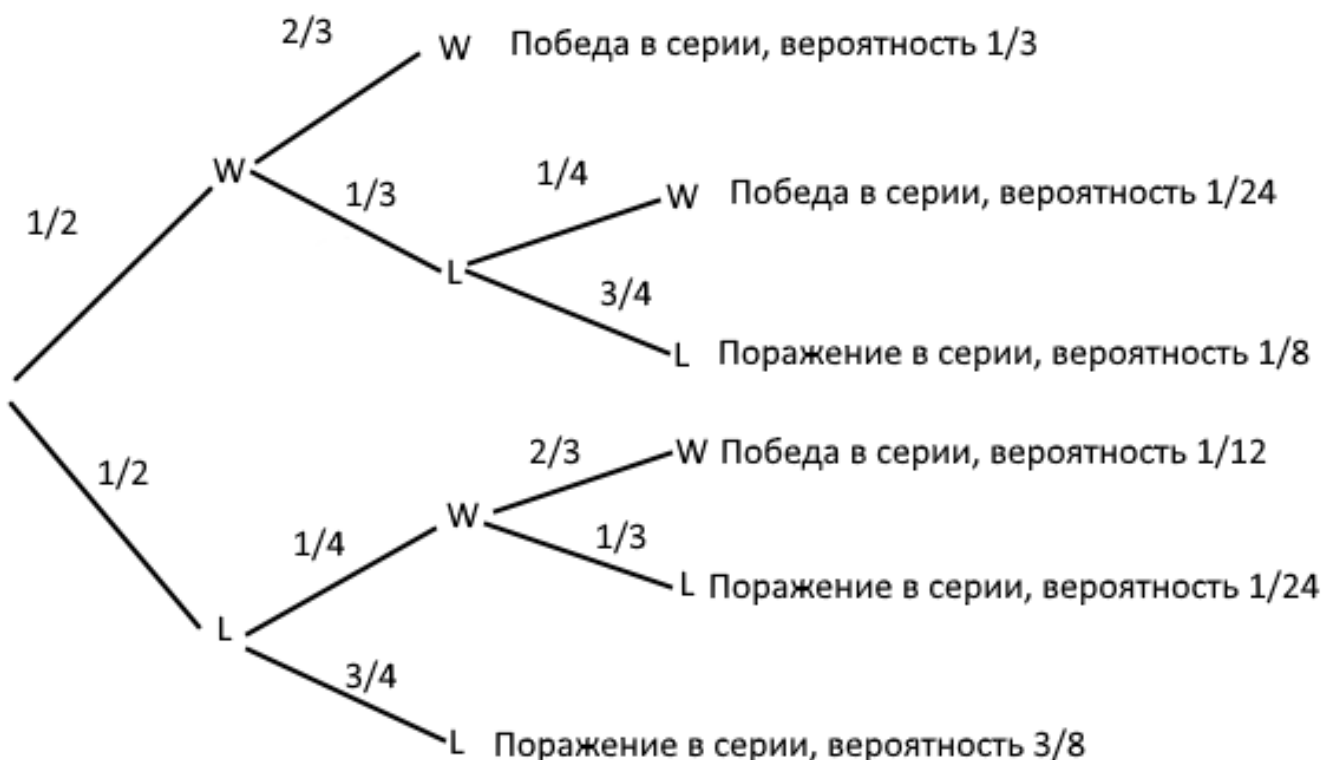 2/3
W Победа в серии, вероятность 1/3
W
1/3
1/4
W Победа в серии, вероятность 1/24
1/2
L
3/4
L Поражение в серии, вероятность 1/8
1/2
2/3
W Победа в серии, вероятность 1/12
W
1/4
1/3
L Поражение в серии, вероятность 1/24
L
3/4
L Поражение в серии, вероятность 3/8